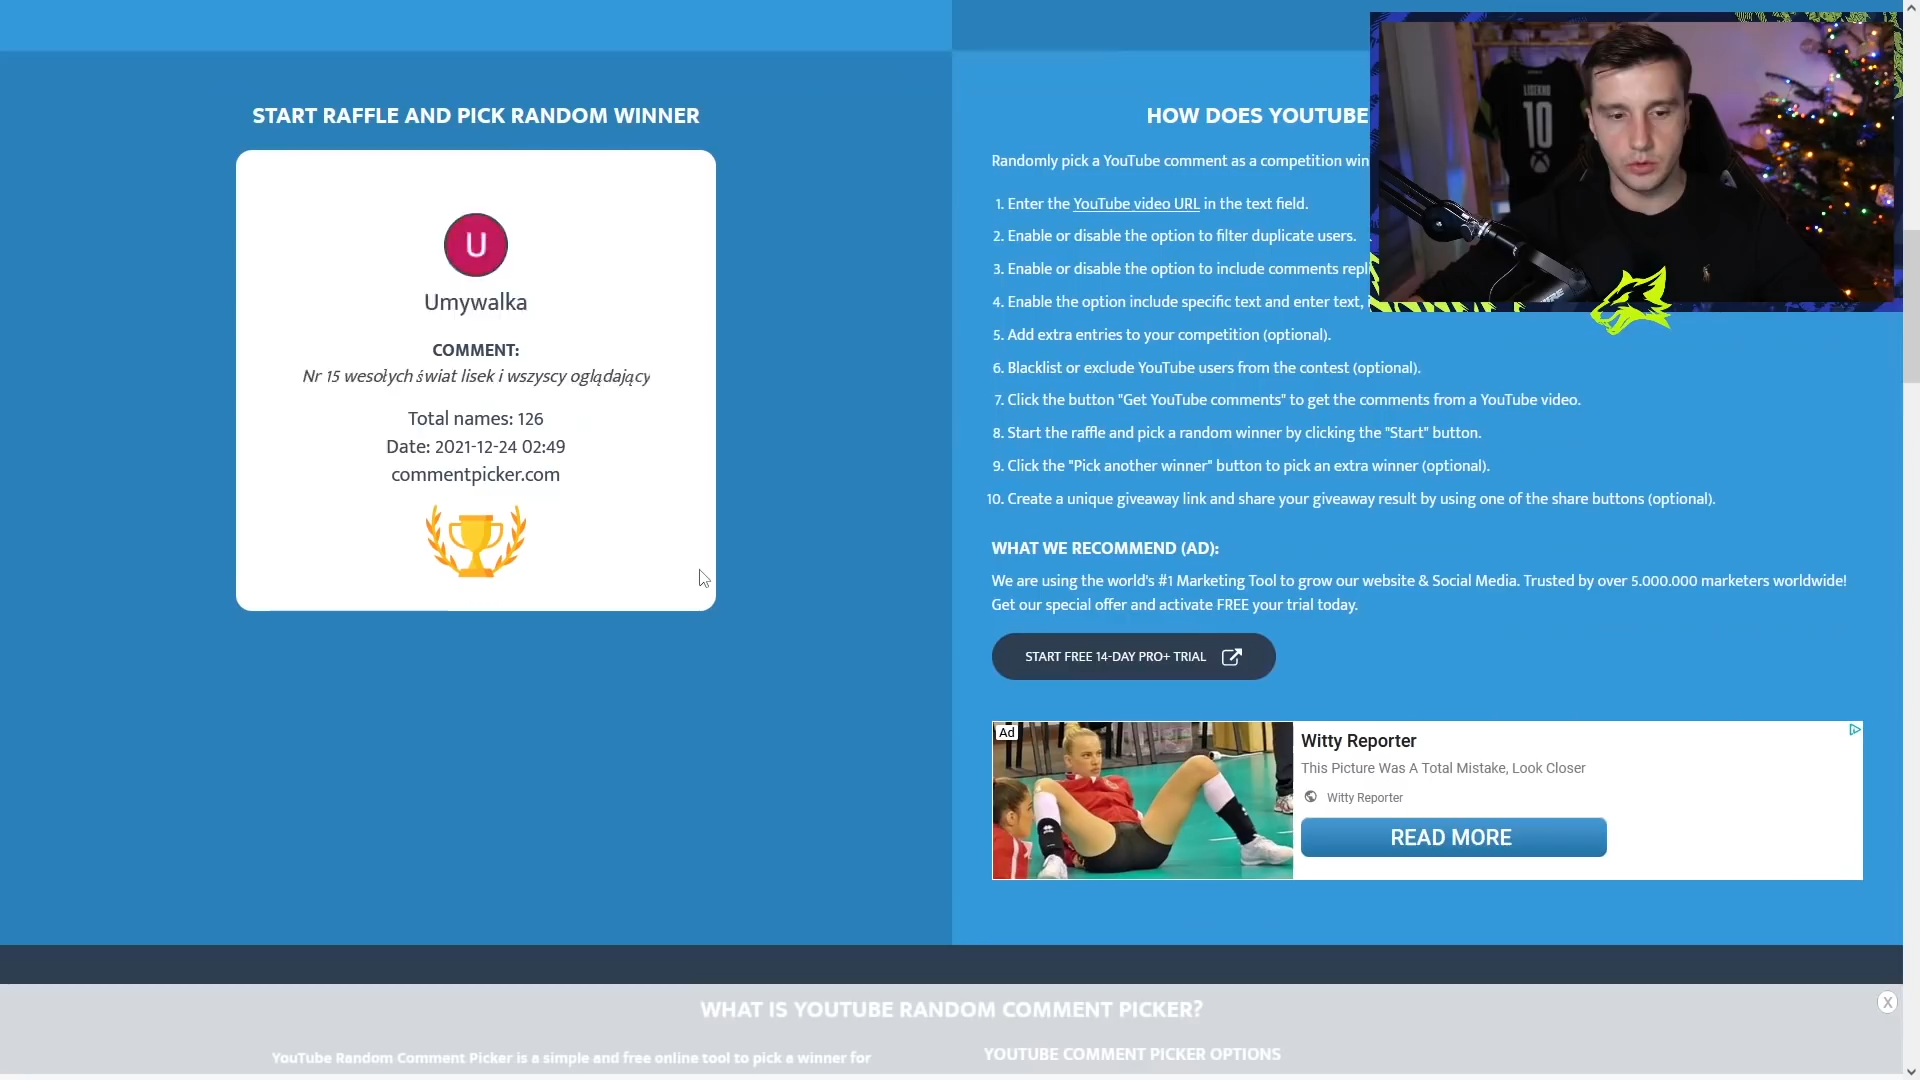 START RAFFLE AND PICK RANDOM WINNER
U
Umywalka
COMMENT:
Nr 15 wesołych świat lisek i wszyscy oglądający
Total names: 126
Date: 2021-12-24 02:49
commentpicker.com
HOW DOES YOUTUBE
Randomly pick a YouTube comment as a competition win
1. Enter the YouTube video URL in the text field.
2. Enable or disable the option to filter duplicate users.
3. Enable or disable the option to include comments repl
4. Enable the option include specific text and enter text,
5. Add extra entries to your competition (optional).
6. Blacklist or exclude YouTube users from the contest (optional).
7. Click the button "Get YouTube comments" to get the comments from a YouTube video.
8. Start the raffle and pick a random winner by clicking the "Start" button.
9. Click the "Pick another winner" button to pick an extra winner (optional).
10. Create a unique giveaway link and share your giveaway result by using one of the share buttons (optional).
WHAT WE RECOMMEND (AD):
We are using the world's #1 Marketing Tool to grow our website & Social Media. Trusted by over 5.000.000 marketers worldwide!
Get our special offer and activate FREE your trial today.
START FREE 14-DAY PRO+ TRIAL
Ad
Witty Reporter
This Picture Was A Total Mistake, Look Closer
Witty Reporter
READ MORE
LISEKHD
10
WHAT IS YOUTUBE RANDOM COMMENT PICKER?
X
YouTube Random Comment Picker is a simple and free online tool to pick a winner for
YOUTUBE COMMENT PICKER OPTIONS